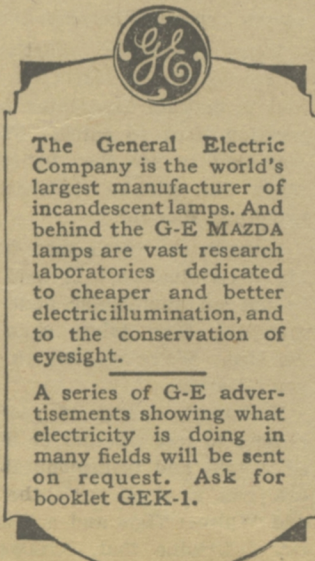 GE
The General Electric
Company is the world's
largest manufacturer of
incandescent lamps. And
behind the G-E MAZDA
lamps are vast research
laboratories dedicated
to cheaper and better
electric illumination, and
to the conservation of
eyesight.
A series of G-E adver-
tisements showing what
electricity is doing in
many fields will be sent
on request. Ask for
booklet GEK-1.